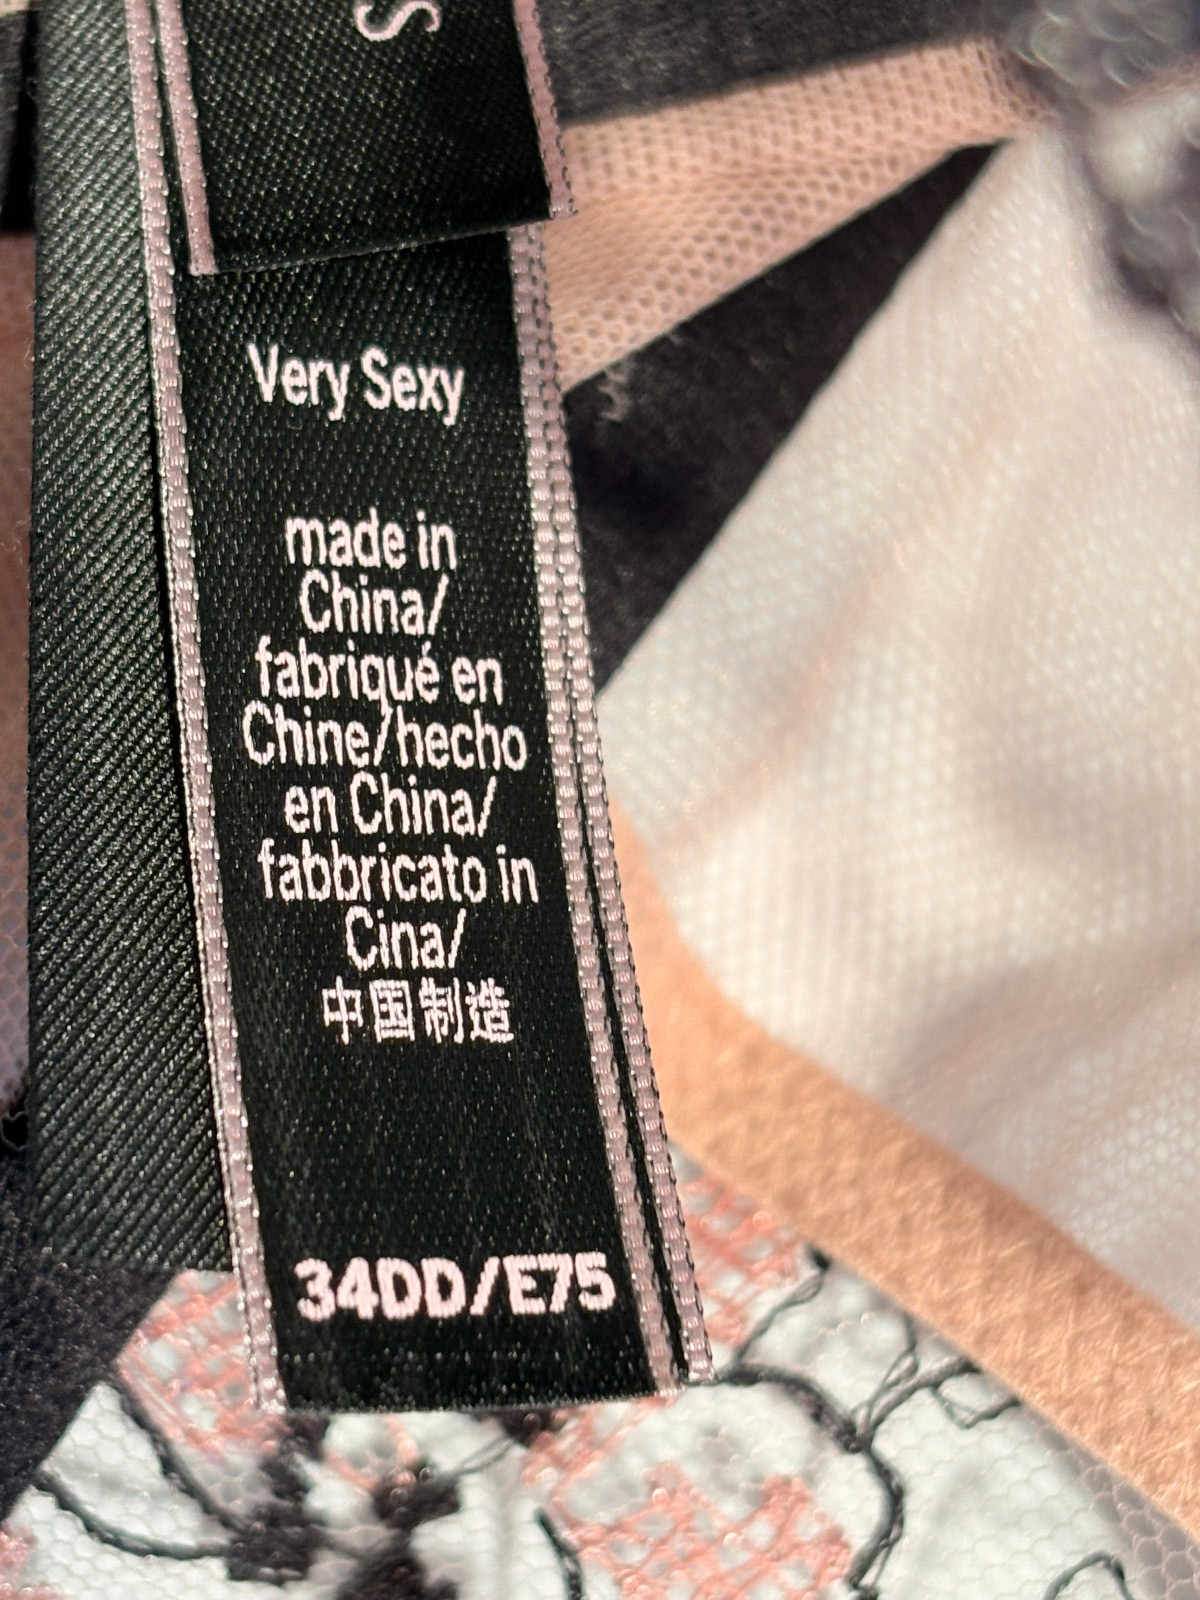 S
Very Sexy
made in
China/
fabriqué en
Chine/hecho
en China/
fabbricato in
Cina/
中国制造
34DD/E75